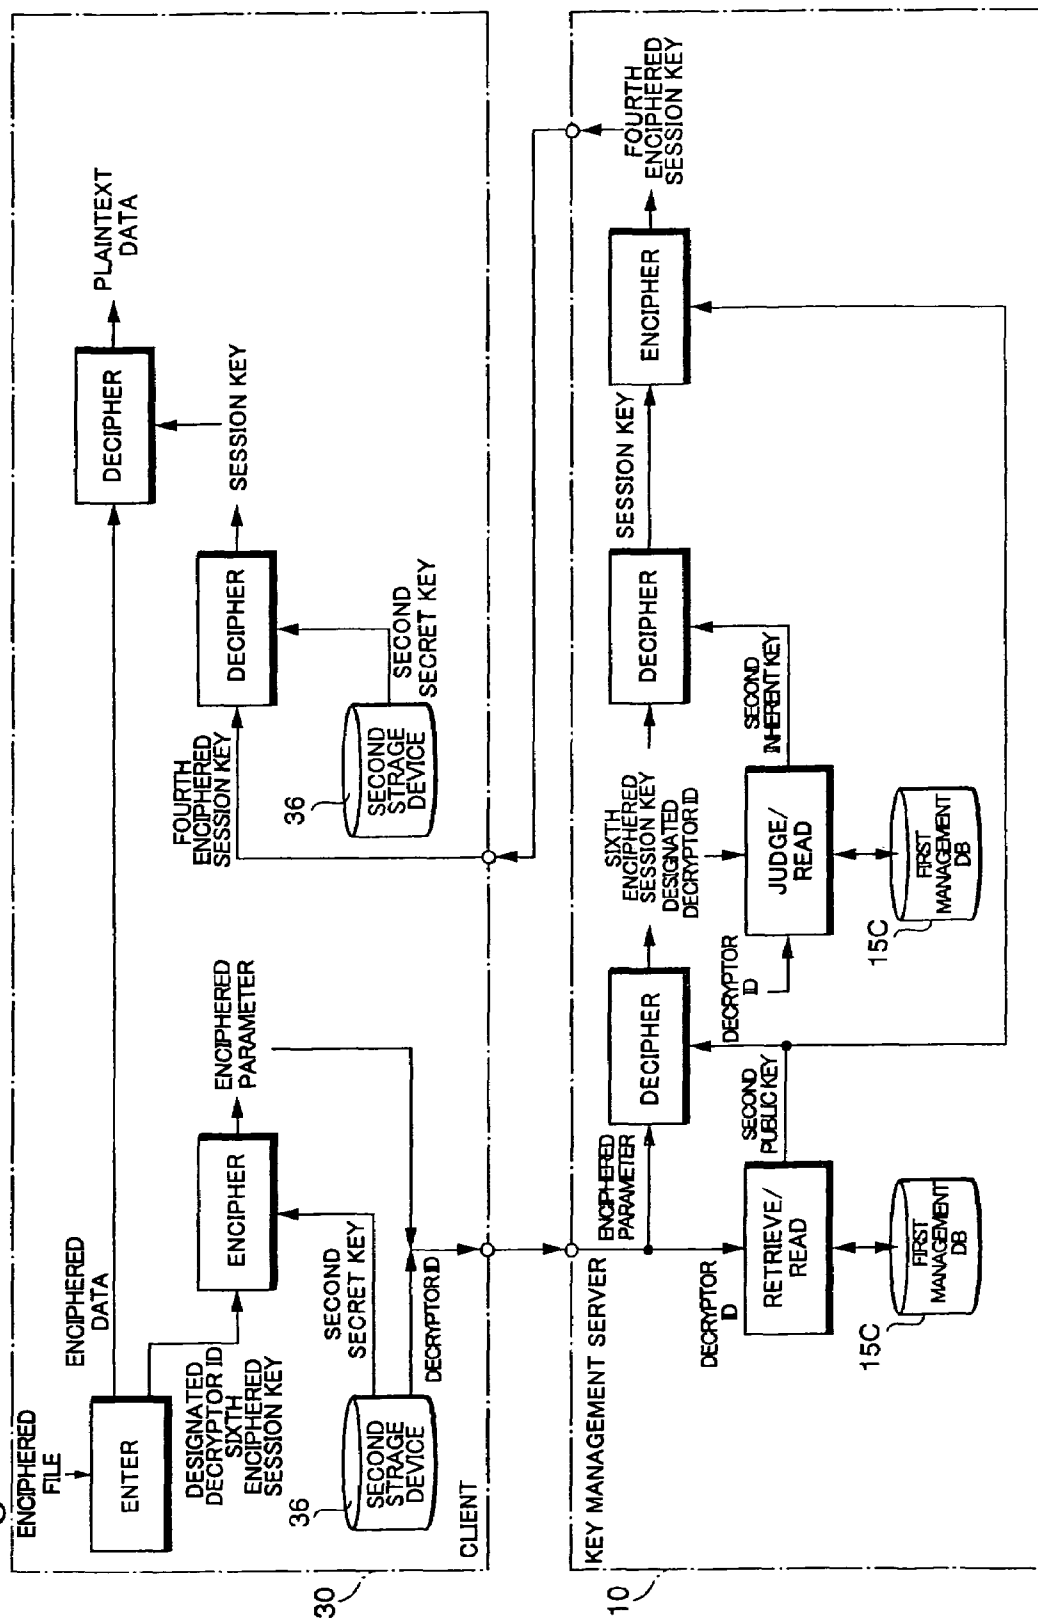 ENCIPHERED
FILE
ENTER
ENCIPHERED
DATA
DESIGNATED
DECRYPTOR ID
SIXTH
ENCIPHERED
SESSION KEY
ENCIPHER
ENCIPHERED
PARAMETER
36
SECOND
STRAGE
DEVICE
SECOND
SECRET KEY
DECRYPTOR ID
FOURTH
ENCIPHERED
SESSION KEY
36
SECOND
STRAGE
DEVICE
SECOND
SECRET KEY
DECIPHER
SESSION KEY
DECIPHER
PLAINTEXT
DATA
CLIENT
30
KEY MANAGEMENT SERVER
10
ENCIPHERED
PARAMETER
DECRYPTOR
ID
RETRIEVE/
READ
15C
FIRST
MANAGEMENT
DB
SECOND
PUBLIC KEY
DECIPHER
SIXTH
ENCIPHERED
SESSION KEY
DESIGNATED
DECRYPTOR ID
DECRYPTOR
ID
JUDGE/
READ
15C
FIRST
MANAGEMENT
DB
SECOND
INHERENT KEY
DECIPHER
SESSION KEY
ENCIPHER
FOURTH
ENCIPHERED
SESSION KEY